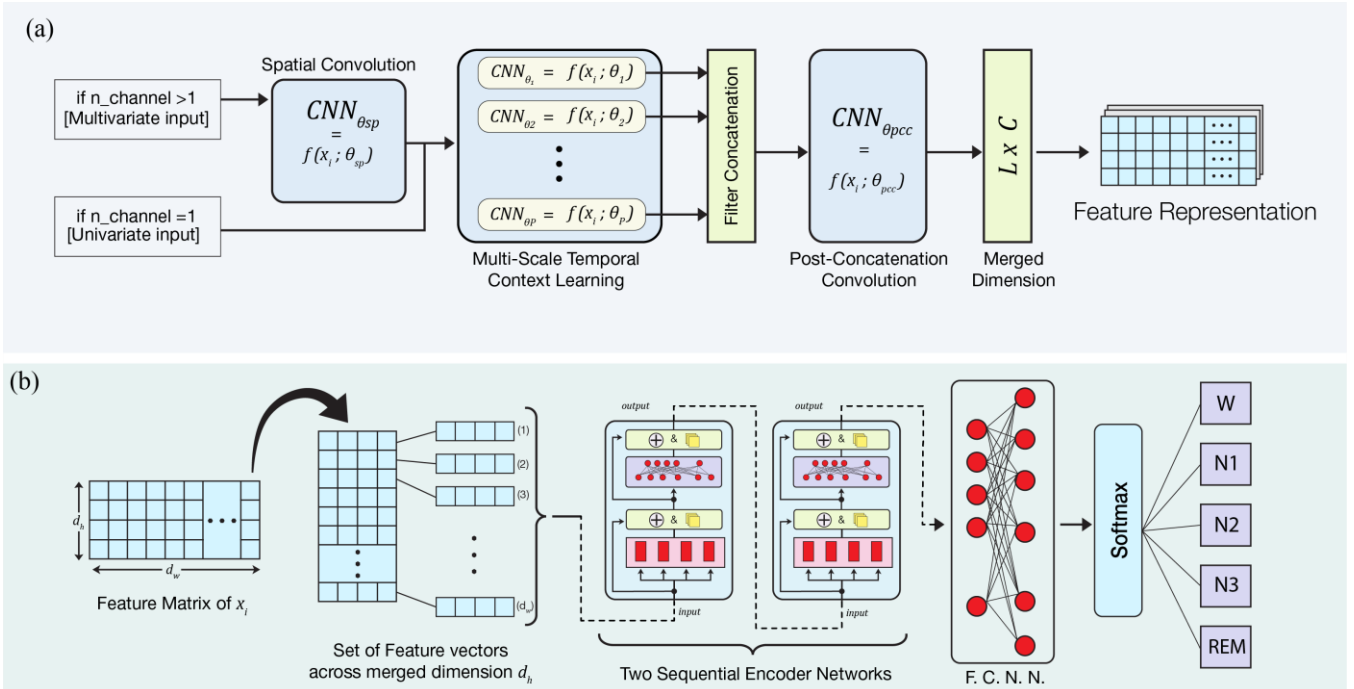 (a)
Spatial Convolution
if n_channel >1
[Multivariate input]
CNN_θsp
=
f(x_i ; θ_sp)
if n_channel =1
[Univariate input]
CNN_θ₁ = f(x_i ; θ_1)
CNN_θ2 = f(x_i ; θ_2)
•
•
•
CNN_θP = f(x_i ; θ_P)
Multi-Scale Temporal
Context Learning
Filter Concatenation
CNN_θpcc
=
f(x_i ; θ_pcc)
Post-Concatenation
Convolution
L x C
Merged
Dimension
• • •
• • •
• • •
• • •
Feature Representation
(b)
d_h
• • •
d_w
Feature Matrix of x_i
•
•
•
(1)
(2)
(3)
•
•
•
(d_w)
Set of Feature vectors
across merged dimension d_h
output
+ &
+ &
input
output
+ &
+ &
input
Two Sequential Encoder Networks
F. C. N. N.
Softmax
W
N1
N2
N3
REM